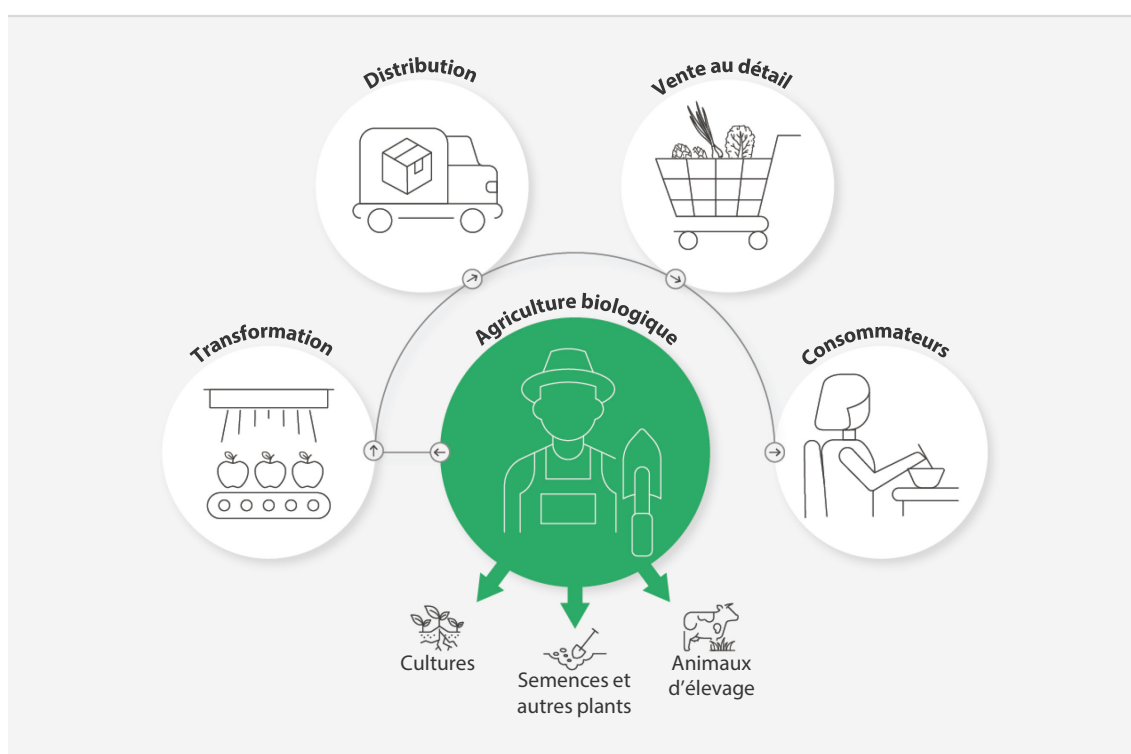 Distribution
Vente au détail
Agriculture biologique
Transformation
Consommateurs
Cultures
Semences et
autres plants
Animaux
d’élevage